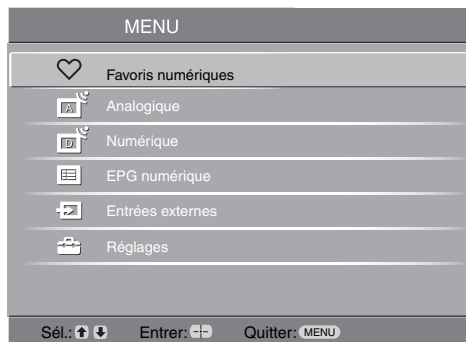 MENU
Favoris numériques
A Analogique
D Numérique
EPG numérique
Entrées externes
Réglages
Sél.: Entrer: Quitter: MENU